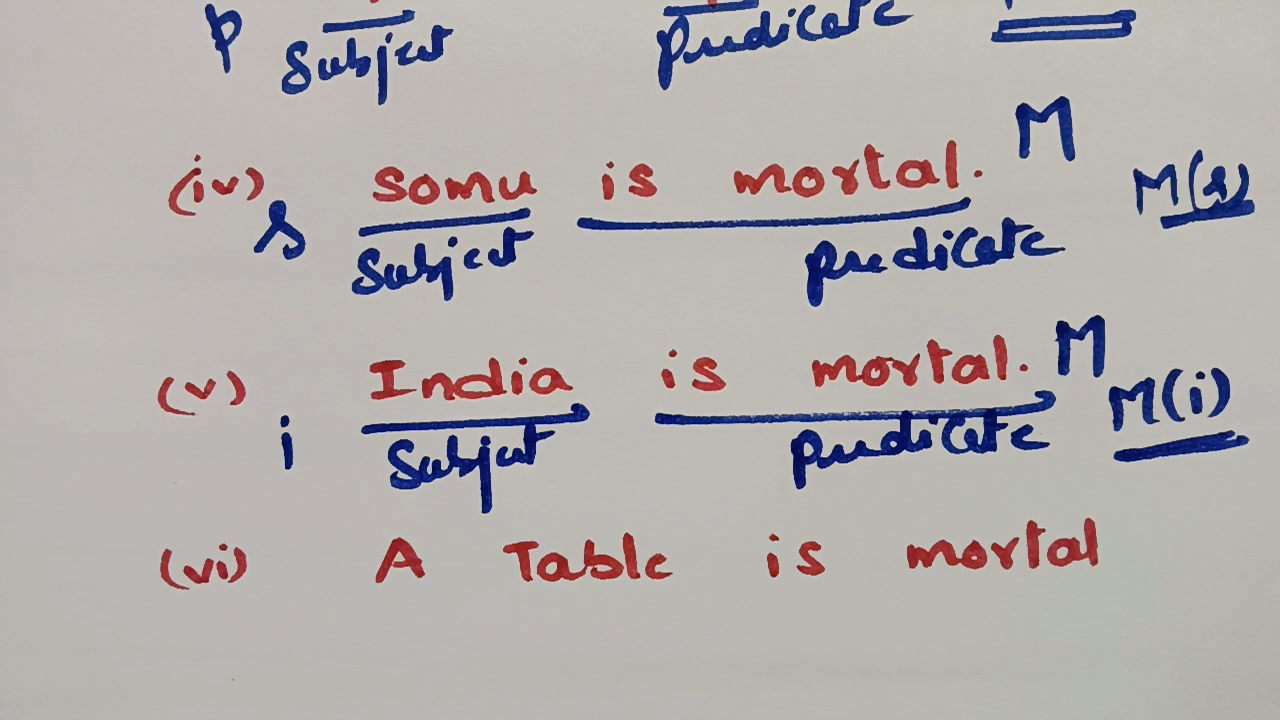 p Subject predicate
(iv) s Somu is mortal. M M(s)
Subject predicate
(v) i India is mortal. M M(i)
Subject predicate
(vi) A Table is mortal